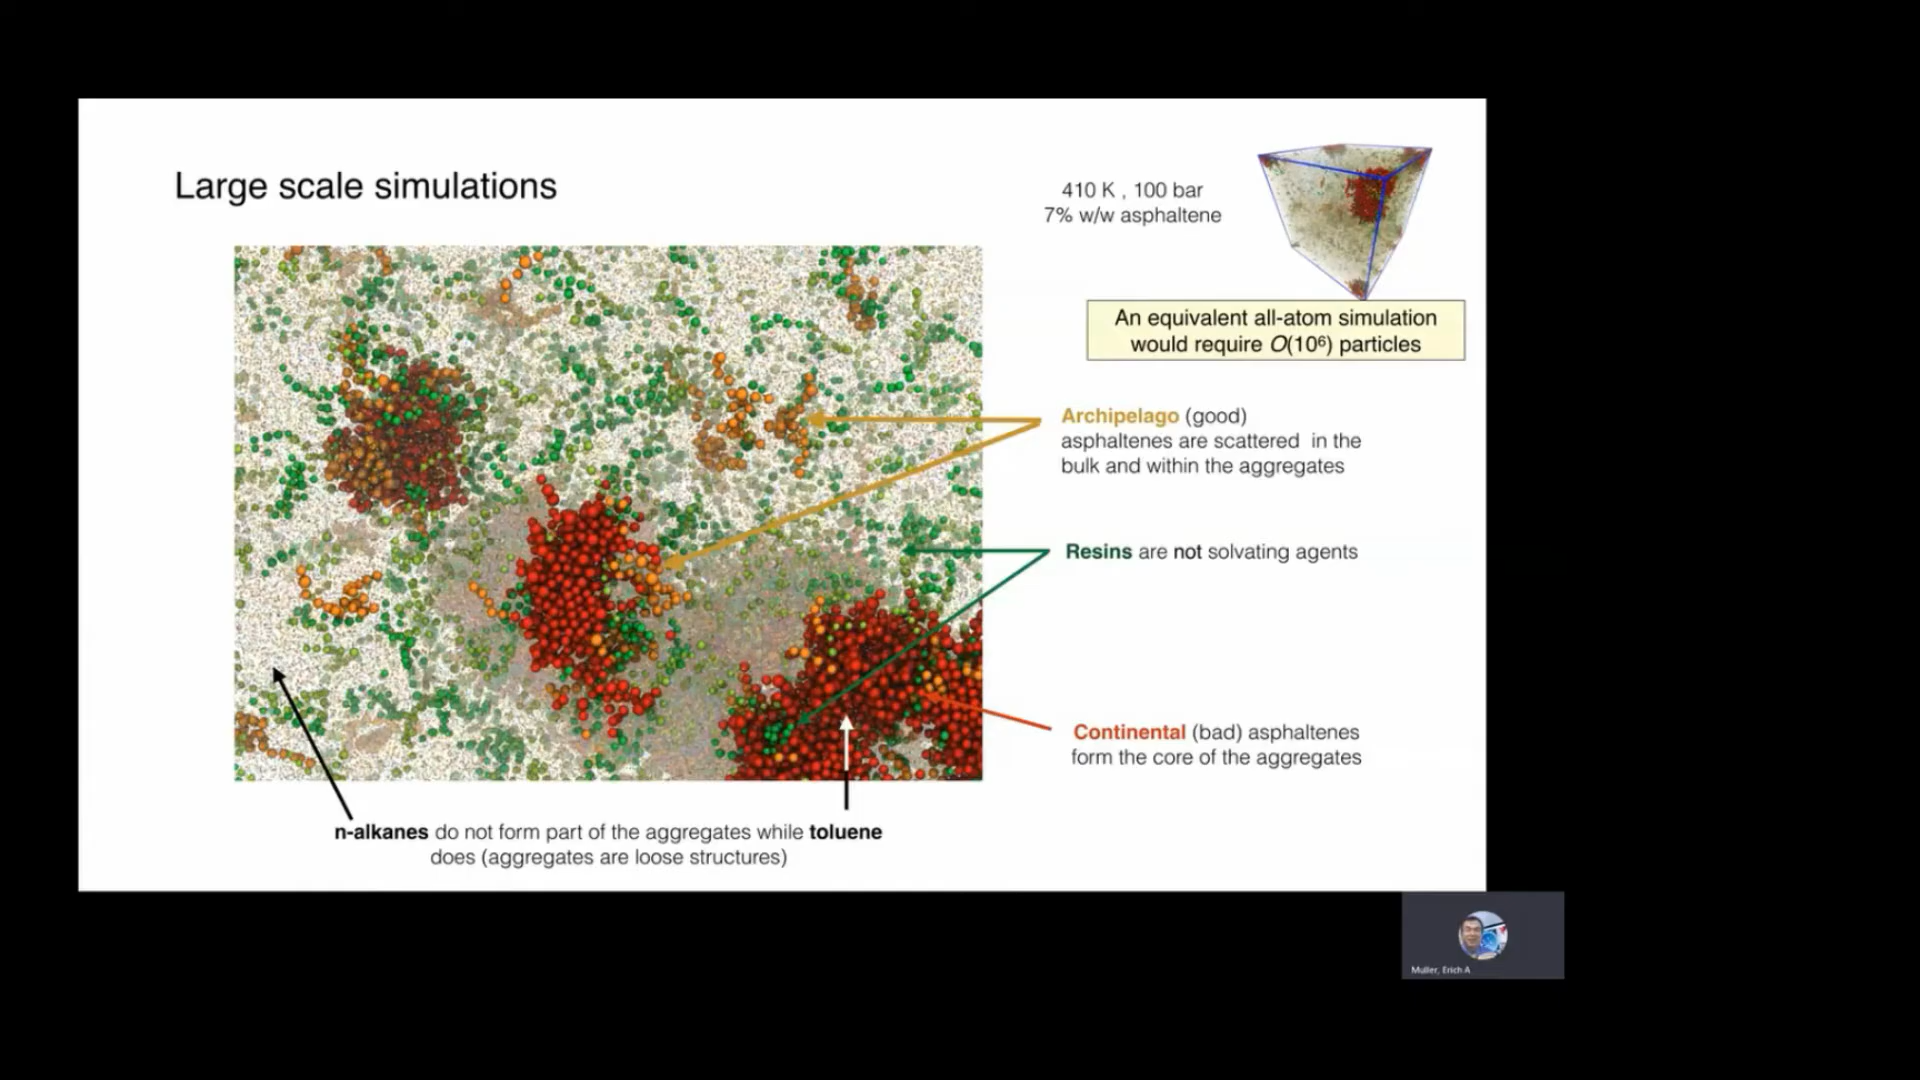 Large scale simulations
410 K , 100 bar
7% w/w asphaltene
An equivalent all-atom simulation
would require O(10⁶) particles
Archipelago (good)
asphaltenes are scattered in the
bulk and within the aggregates
Resins are not solvating agents
Continental (bad) asphaltenes
form the core of the aggregates
n-alkanes do not form part of the aggregates while toluene
does (aggregates are loose structures)
Muller, Erich A